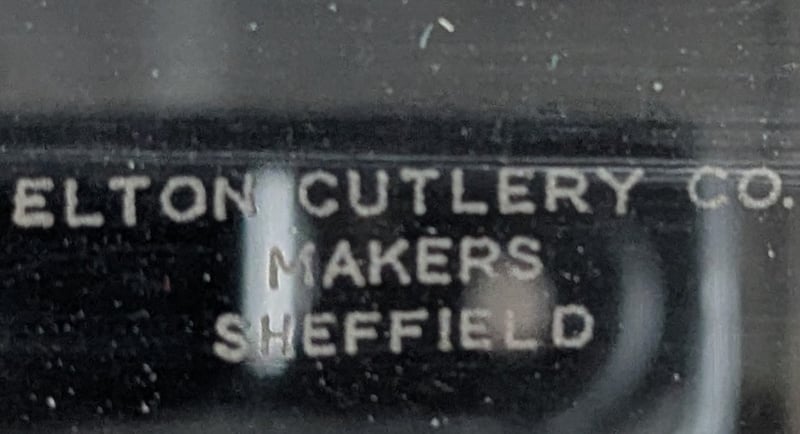 ELTON CUTLERY CO.
MAKERS
SHEFFIELD